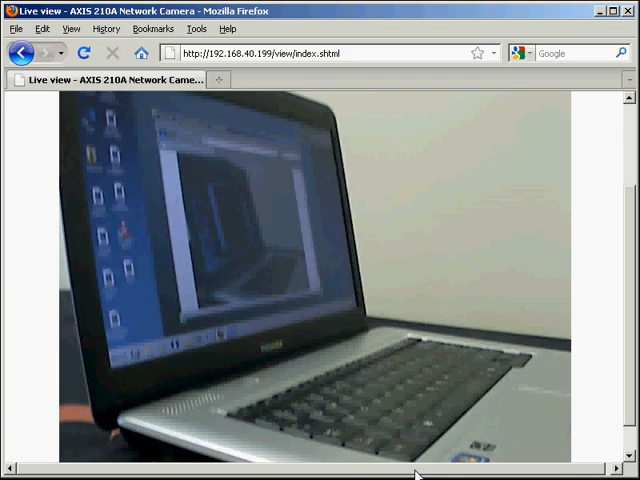 Live view - AXIS 210A Network Camera - Mozilla Firefox
File Edit View History Bookmarks Tools Help
http://192.168.40.199/view/index.shtml
Google
Live view - AXIS 210A Network Came...
TOSHIBA